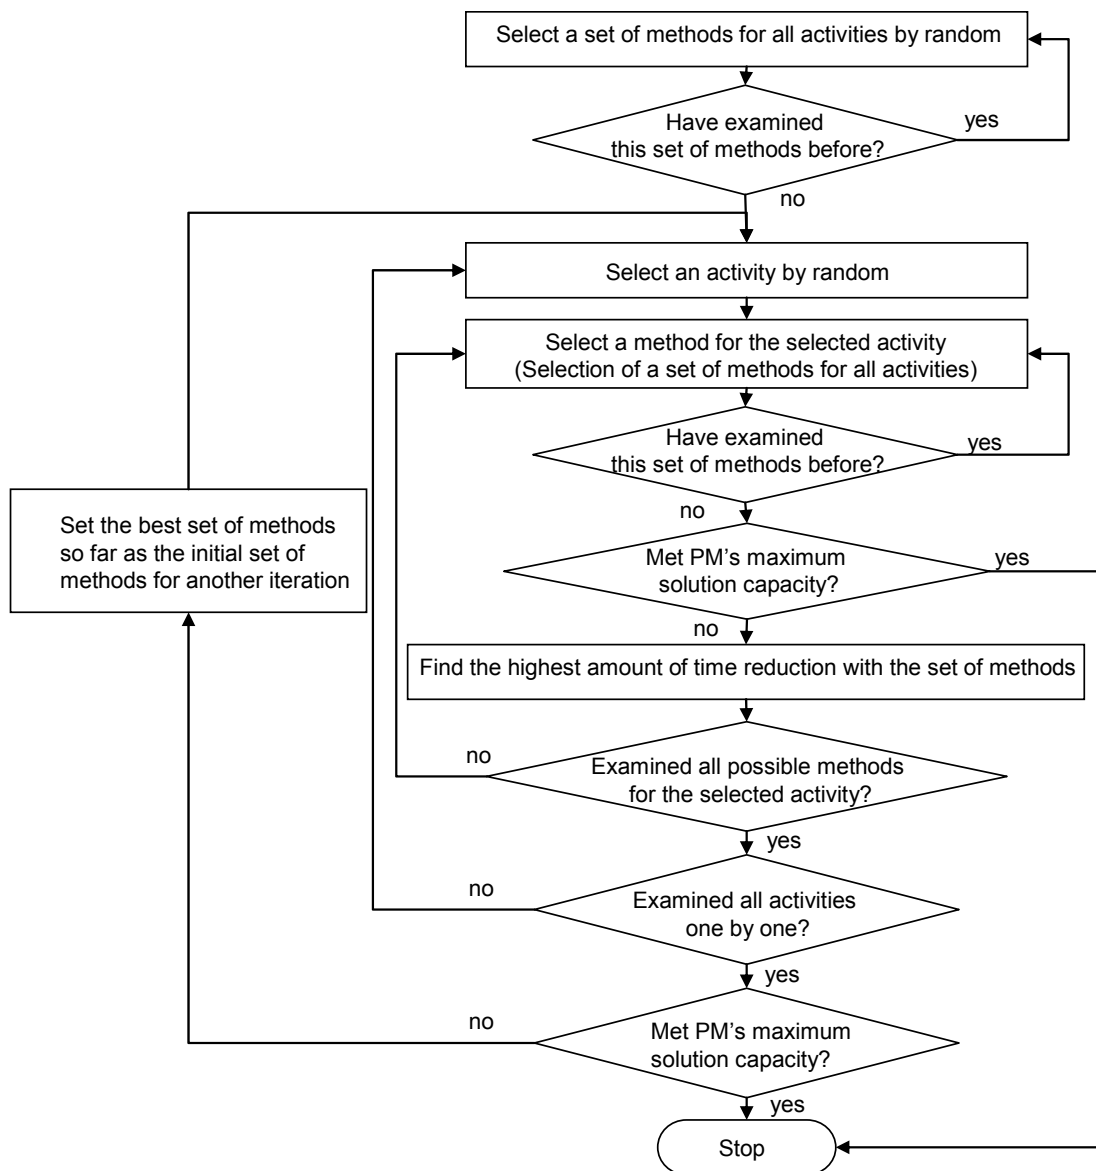 Select a set of methods for all activities by random
Have examined
this set of methods before?
yes
no
Select an activity by random
Select a method for the selected activity
(Selection of a set of methods for all activities)
Have examined
this set of methods before?
yes
no
Set the best set of methods
so far as the initial set of
methods for another iteration
Met PM’s maximum
solution capacity?
yes
no
Find the highest amount of time reduction with the set of methods
no
Examined all possible methods
for the selected activity?
yes
no
Examined all activities
one by one?
yes
no
Met PM’s maximum
solution capacity?
yes
Stop